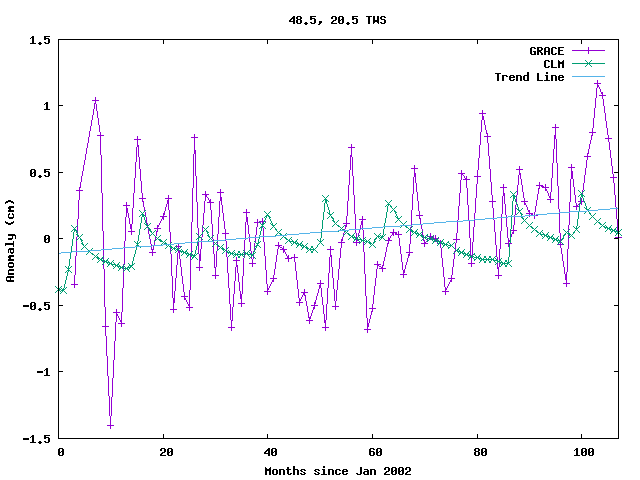 48.5, 20.5 TWS
GRACE
CLM
Trend Line
1.5
1
0.5
0
-0.5
-1
-1.5
Anomaly (cm)
0 20 40 60 80 100
Months since Jan 2002